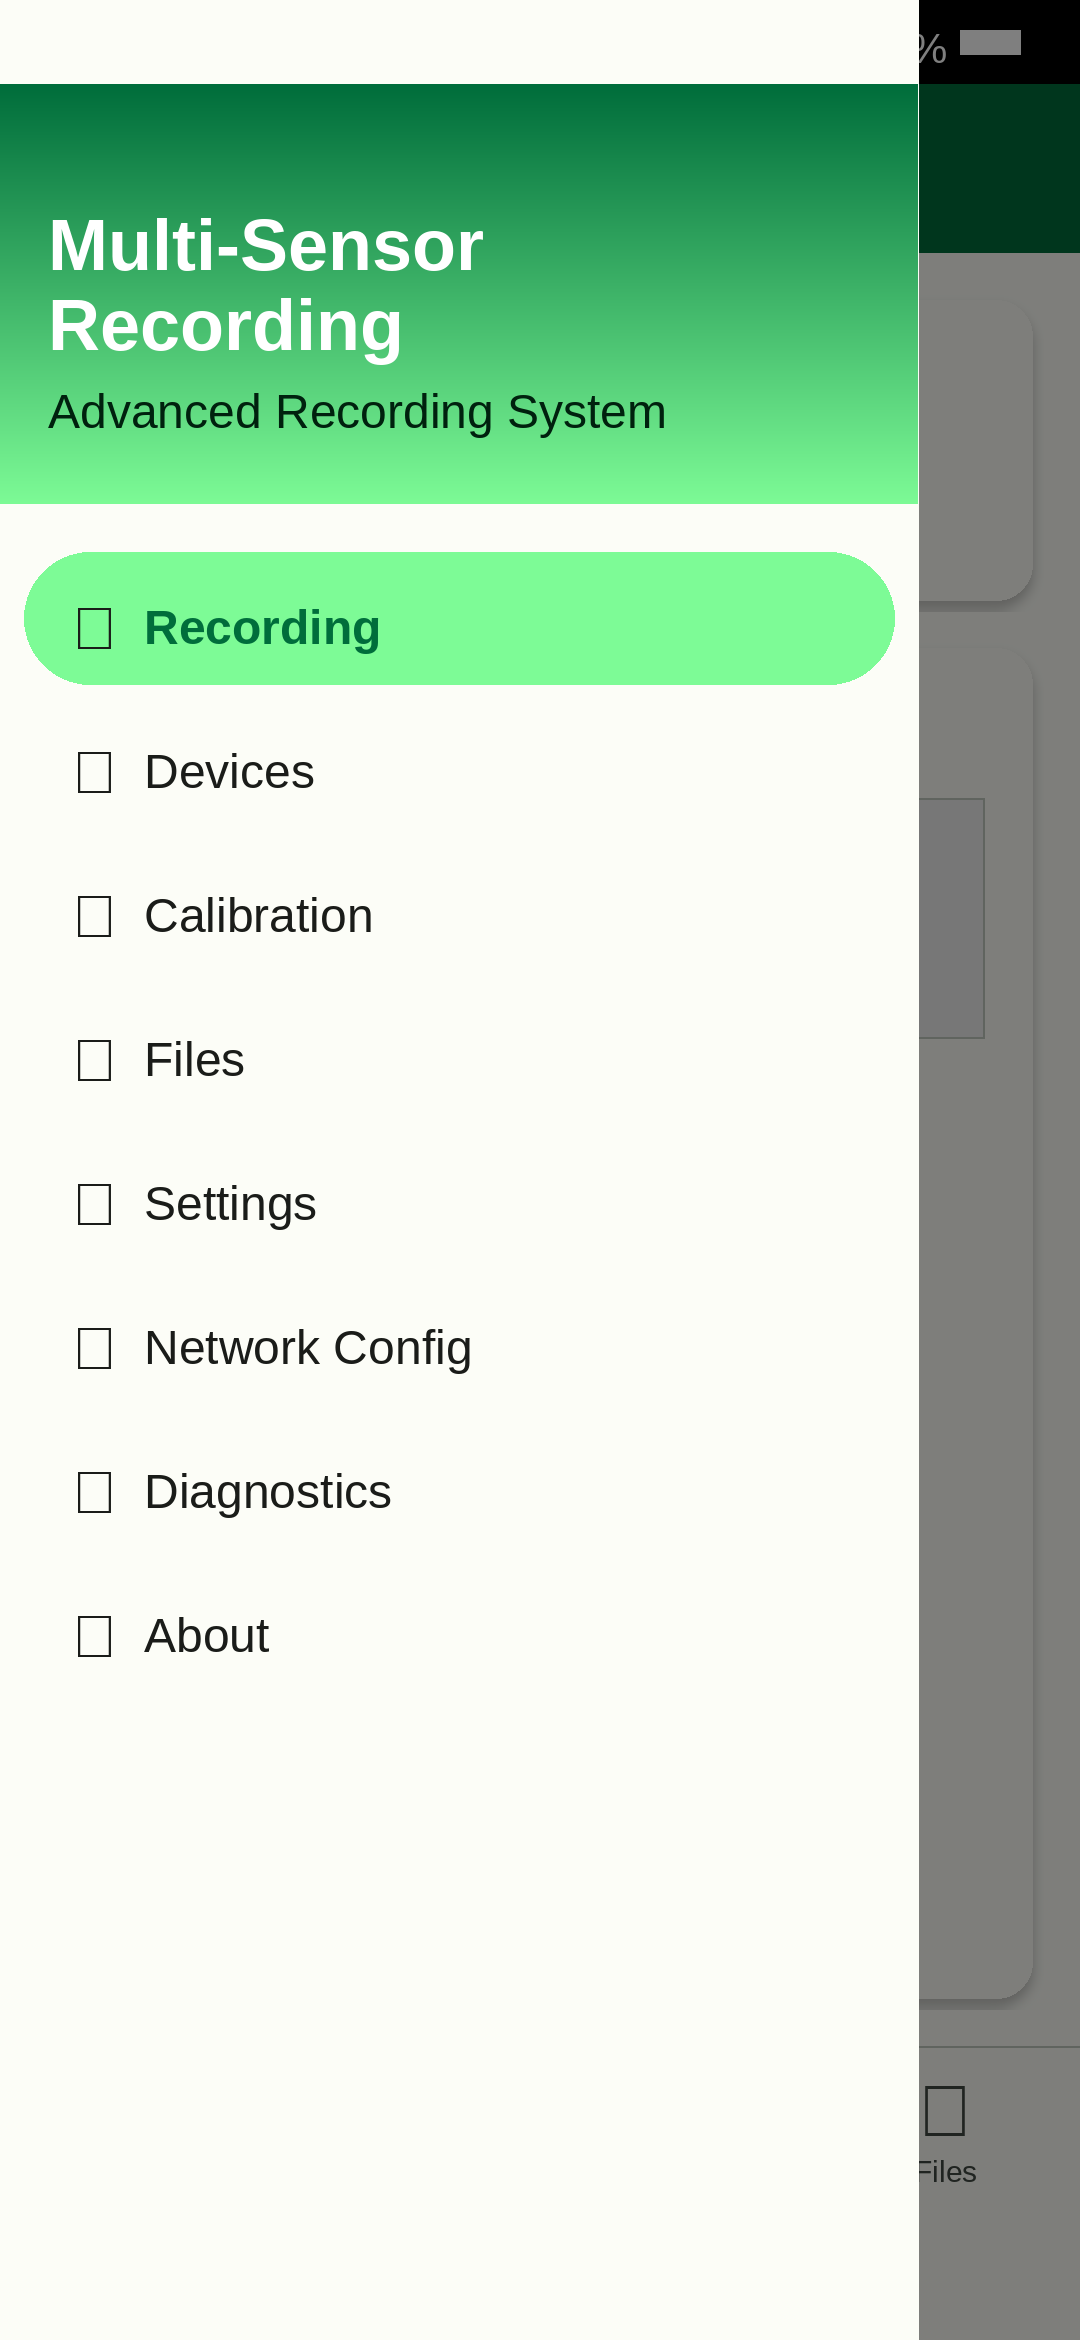 %
Multi-Sensor
Recording
Advanced Recording System
Recording
Devices
Calibration
Files
Settings
Network Config
Diagnostics
About
Files